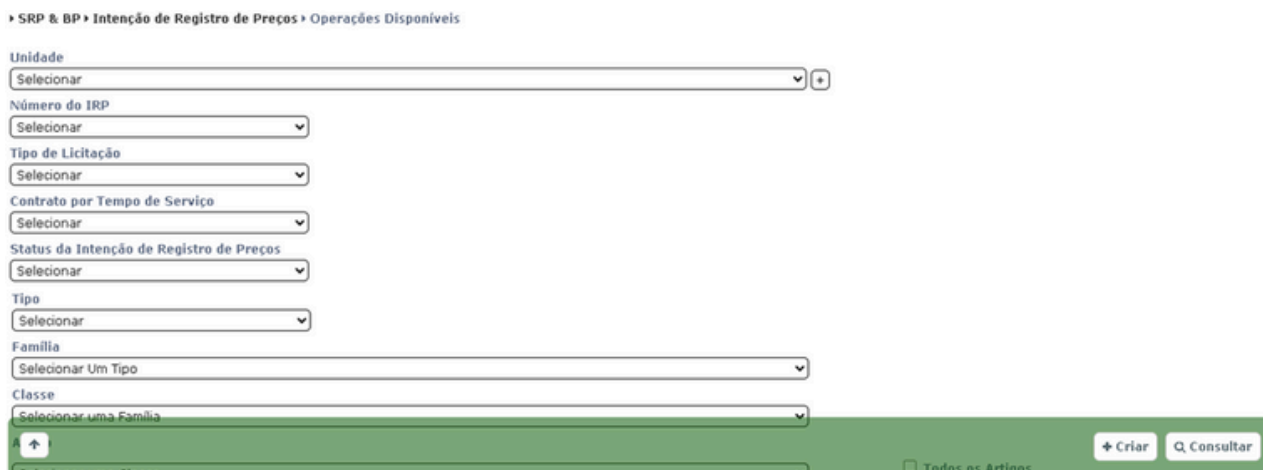 SRP & BP Intenção de Registro de Preços Operações Disponíveis
Unidade
Selecionar +
Número do IRP
Selecionar
Tipo de Licitação
Selecionar
Contrato por Tempo de Serviço
Selecionar
Status da Intenção de Registro de Preços
Selecionar
Tipo
Selecionar
Família
Selecionar Um Tipo
Classe
Selecionar uma Família
+ Criar Consultar
Todos os Artigos